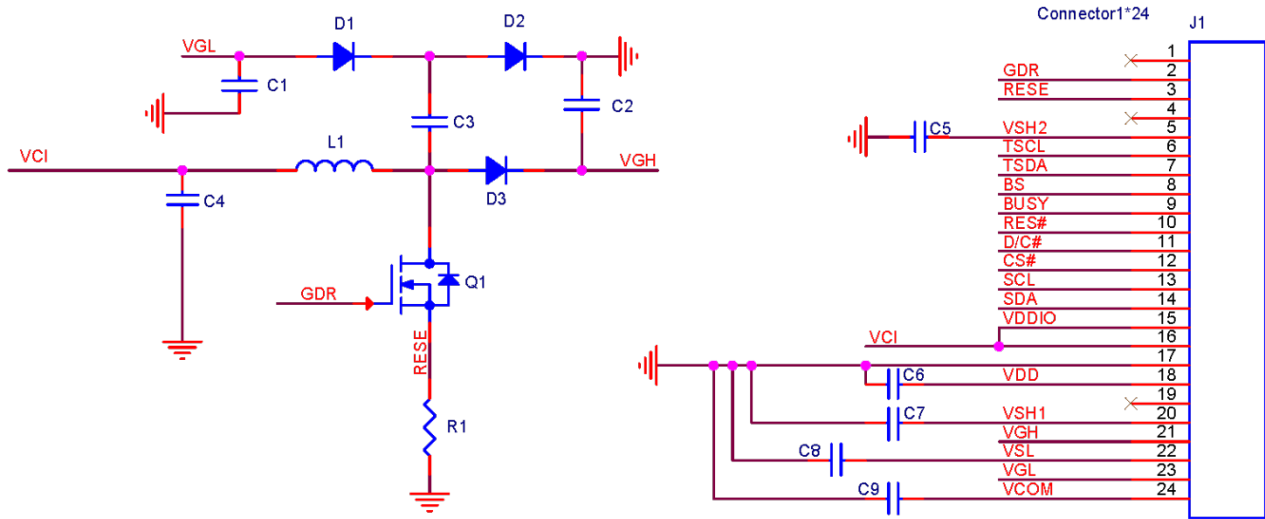 Connector1*24
J1
D1
D2
VGL
C1
C2
C3
VCI
L1
VGH
D3
C4
GDR
Q1
RESE
R1
1
GDR 2
RESE 3
4
C5 VSH2 5
TSCL 6
TSDA 7
BS 8
BUSY 9
RES# 10
D/C# 11
CS# 12
SCL 13
SDA 14
VDDIO 15
VCI 16
17
C6 VDD 18
19
C7 VSH1 20
VGH 21
C8 VSL 22
VGL 23
C9 VCOM 24